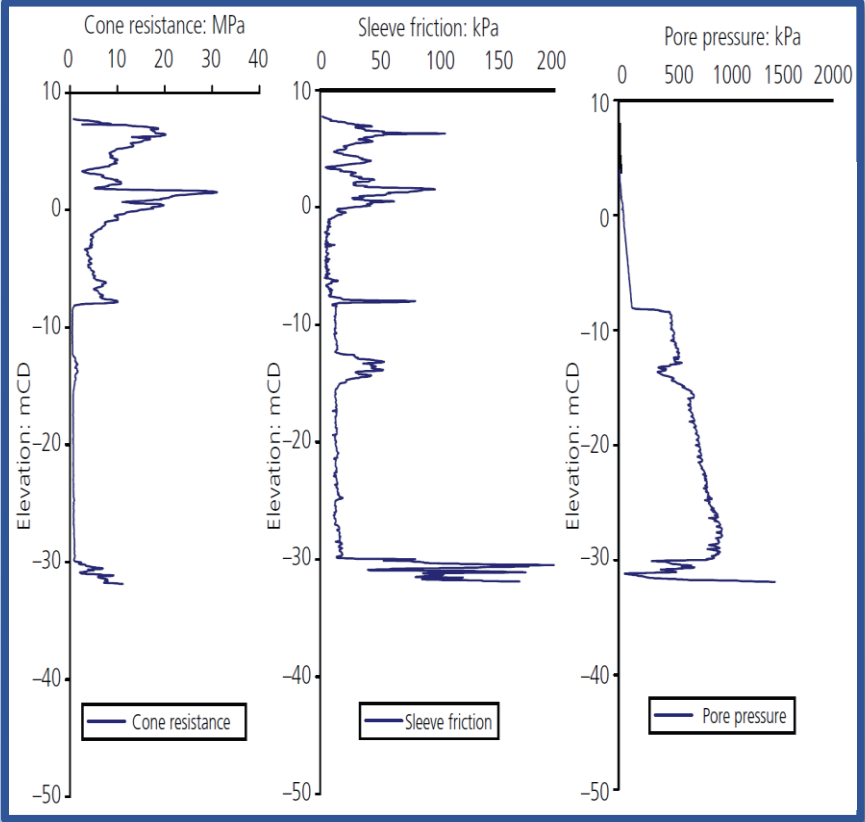 Cone resistance: MPa
0 10 20 30 40
10
0
−10
−20
−30
−40
−50
Elevation: mCD
Cone resistance
Sleeve friction: kPa
0 50 100 150 200
10
0
−10
−20
−30
−40
−50
Elevation: mCD
Sleeve friction
Pore pressure: kPa
0 500 1000 1500 2000
10
0
−10
−20
−30
−40
−50
Elevation: mCD
Pore pressure